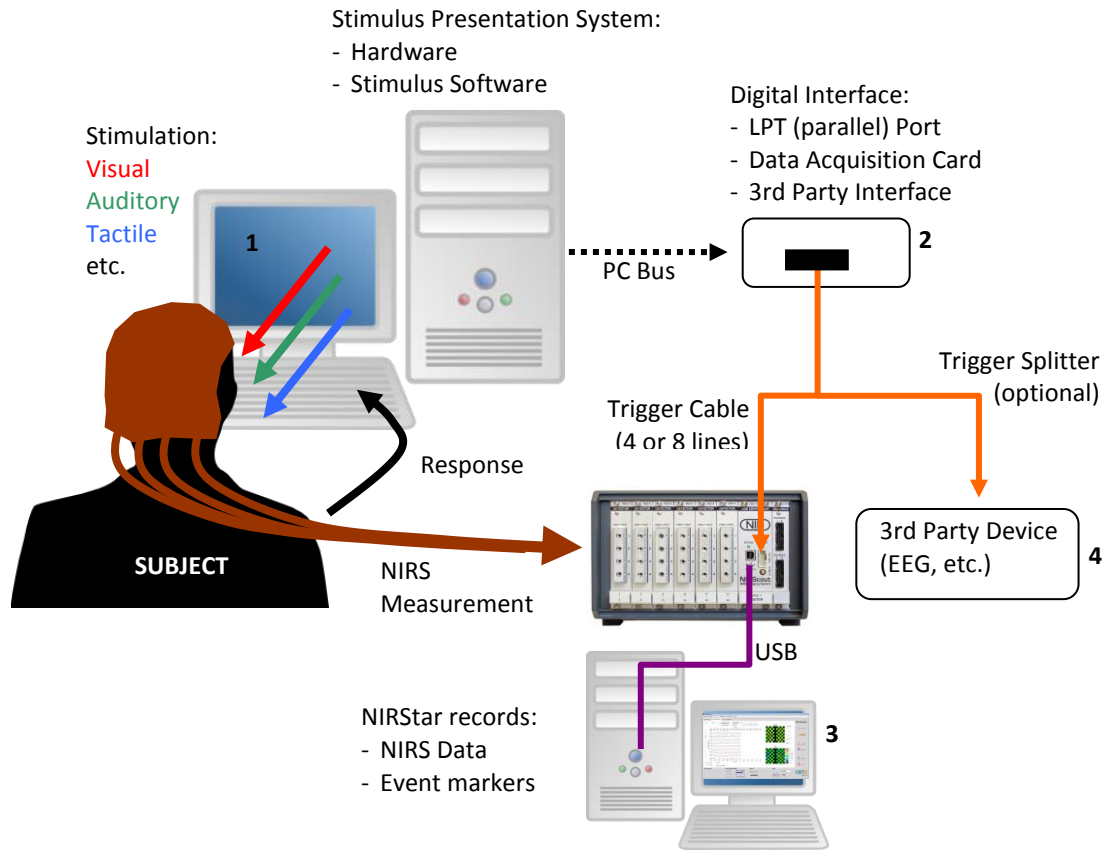 Stimulus Presentation System:
- Hardware
- Stimulus Software
Digital Interface:
- LPT (parallel) Port
- Data Acquisition Card
- 3rd Party Interface
Stimulation:
Visual
Auditory
Tactile
etc.
1
2
PC Bus
Trigger Splitter
(optional)
Trigger Cable
(4 or 8 lines)
Response
SUBJECT
NIRS
Measurement
3rd Party Device
(EEG, etc.)
4
USB
NIRStar records:
- NIRS Data
- Event markers
3